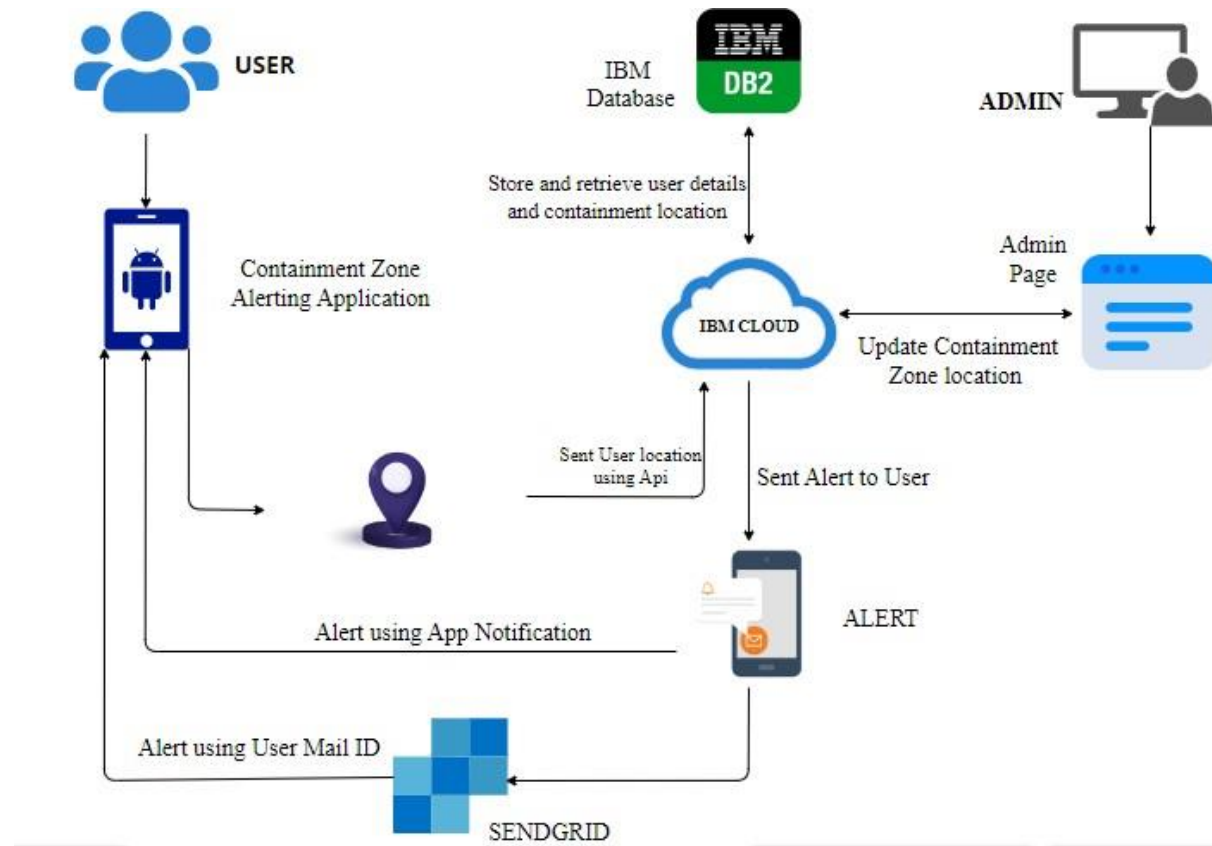 USER
IBM
Database
IBM
DB2
ADMIN
Store and retrieve user details
and containment location
Containment Zone
Alerting Application
Admin
Page
IBM CLOUD
Update Containment
Zone location
Sent User location
using Api
Sent Alert to User
ALERT
Alert using App Notification
Alert using User Mail ID
SENDGRID